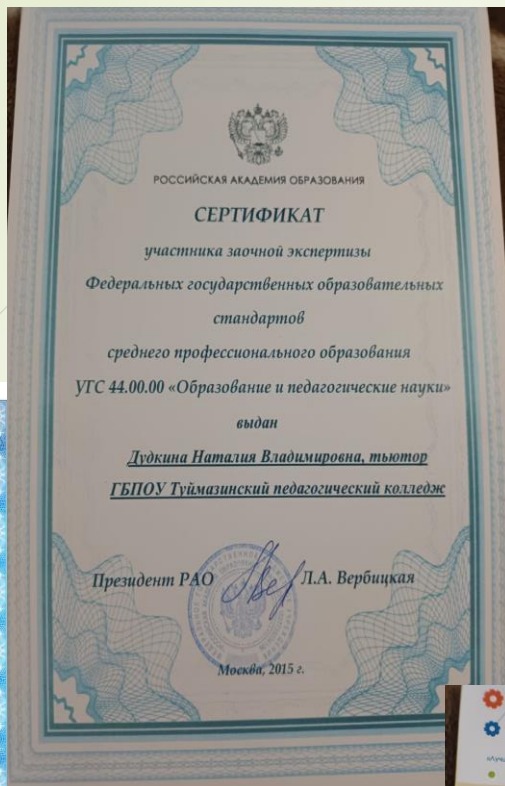 РОССИЙСКАЯ АКАДЕМИЯ ОБРАЗОВАНИЯ
СЕРТИФИКАТ
участника заочной экспертизы
Федеральных государственных образовательных
стандартов
среднего профессионального образования
УГС 44.00.00 «Образование и педагогические науки»
выдан
Дудкина Наталия Владимировна, тьютор
ГБПОУ Туймазинский педагогический колледж
Президент РАО Л.А. Вербицкая
Москва, 2015 г.